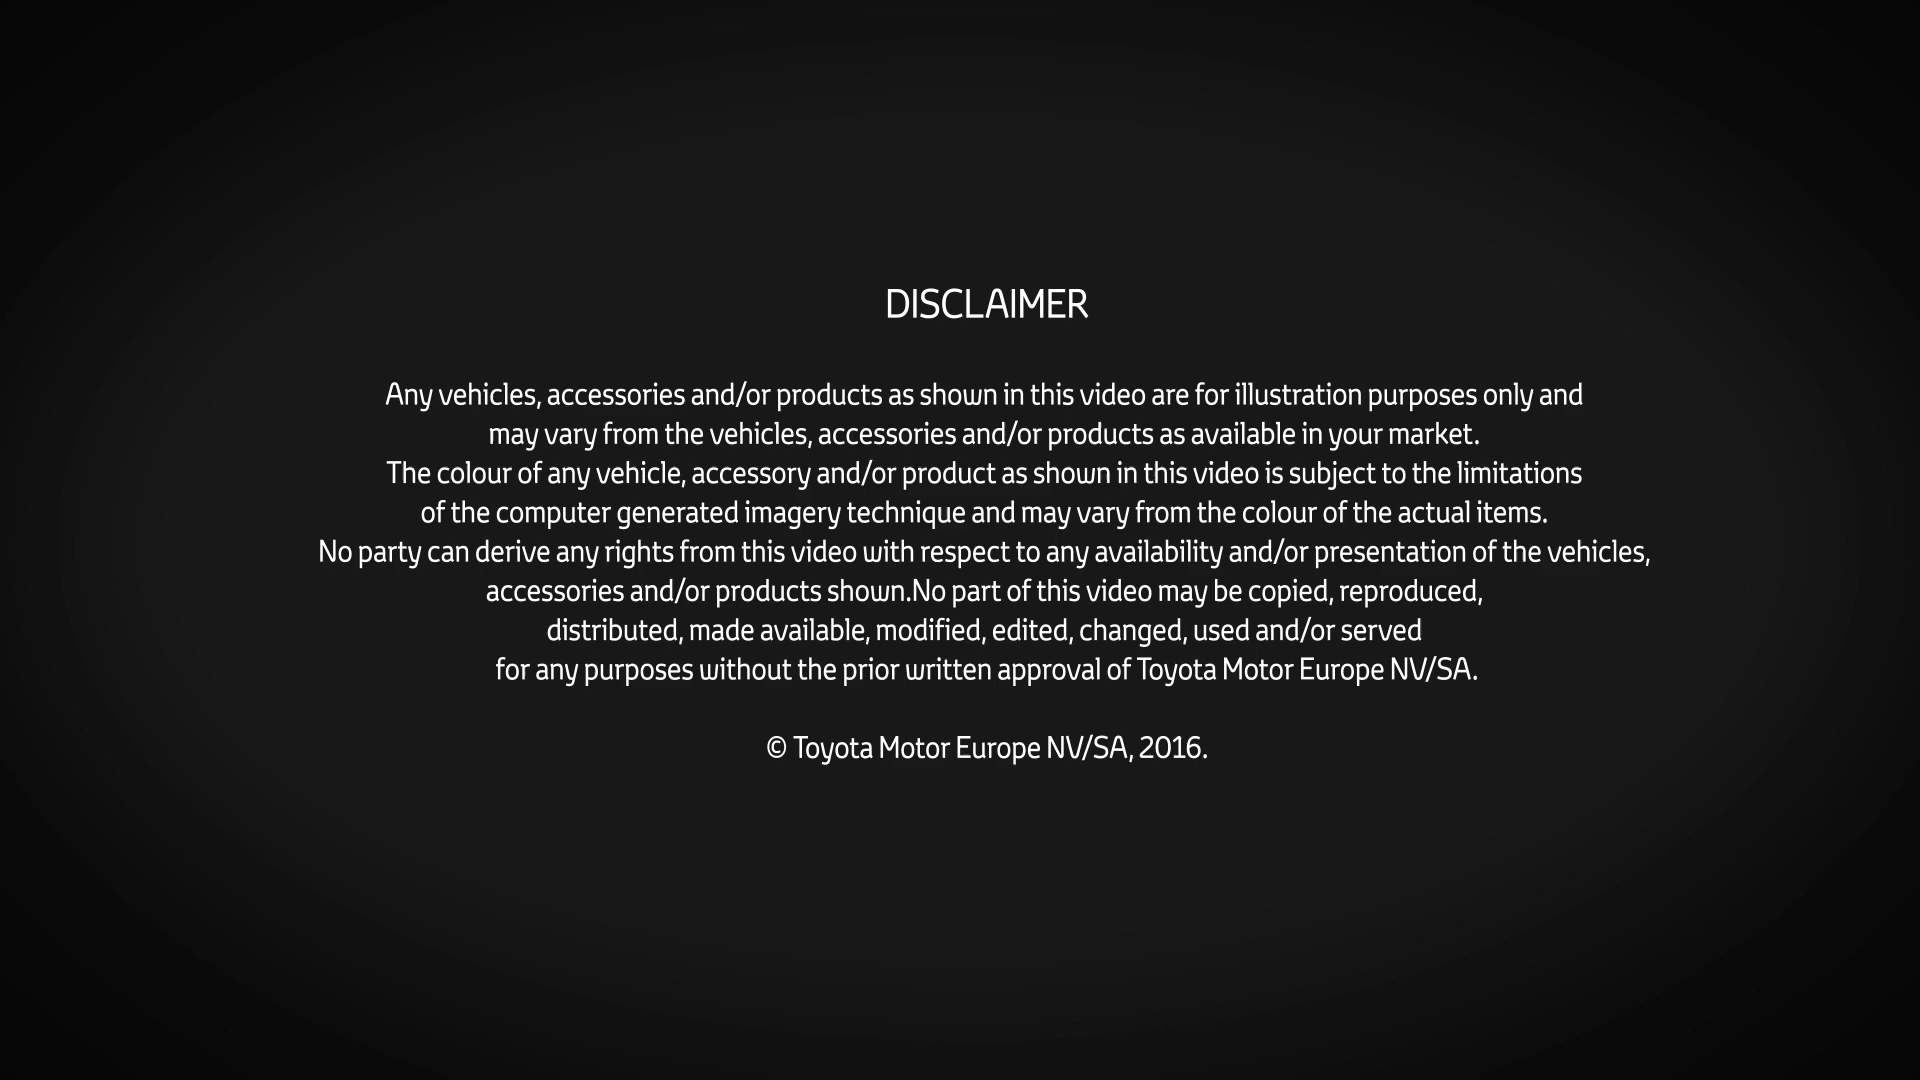 DISCLAIMER
Any vehicles, accessories and/or products as shown in this video are for illustration purposes only and
may vary from the vehicles, accessories and/or products as available in your market.
The colour of any vehicle, accessory and/or product as shown in this video is subject to the limitations
of the computer generated imagery technique and may vary from the colour of the actual items.
No party can derive any rights from this video with respect to any availability and/or presentation of the vehicles,
accessories and/or products shown.No part of this video may be copied, reproduced,
distributed, made available, modified, edited, changed, used and/or served
for any purposes without the prior written approval of Toyota Motor Europe NV/SA.
© Toyota Motor Europe NV/SA, 2016.